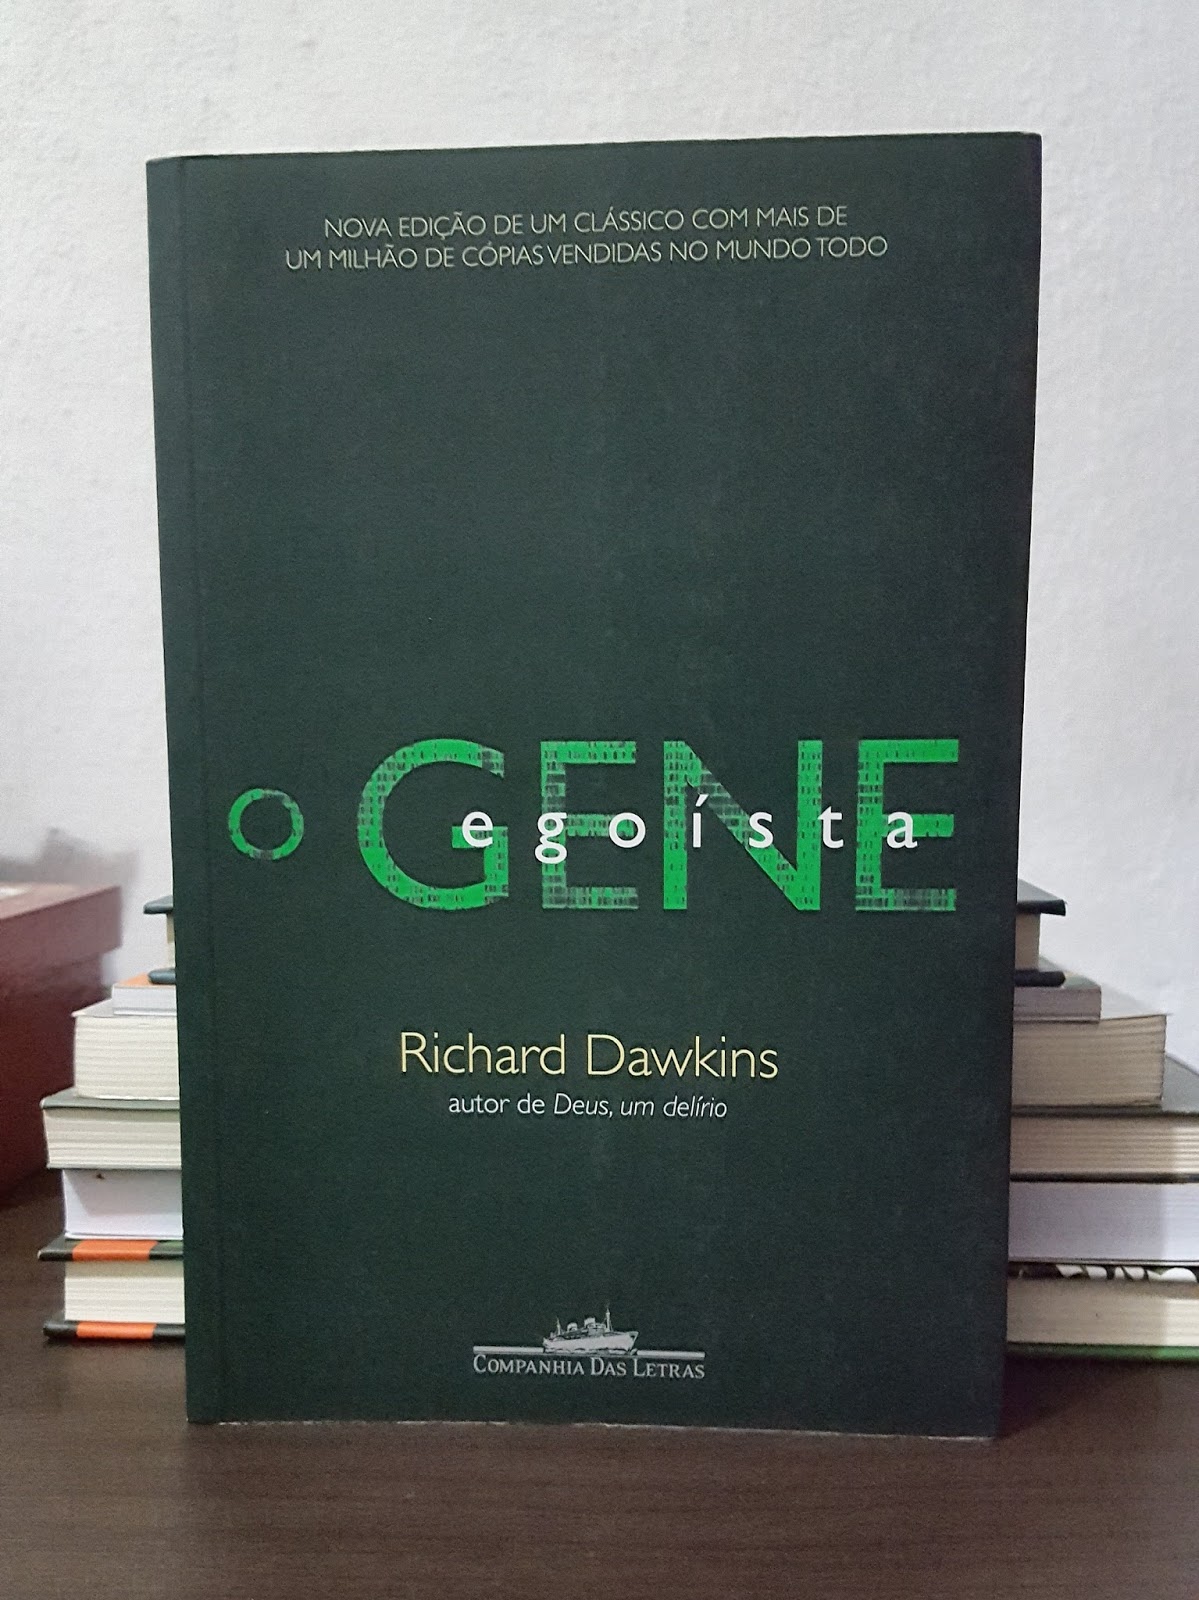 NOVA EDIÇÃO DE UM CLÁSSICO COM MAIS DE
UM MILHÃO DE CÓPIAS VENDIDAS NO MUNDO TODO
O GENE
egoísta
Richard Dawkins
autor de Deus, um delírio
COMPANHIA DAS LETRAS